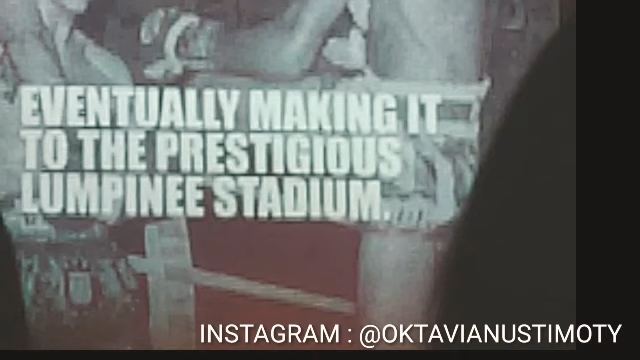 EVENTUALLY MAKING IT
TO THE PRESTIGIOUS
LUMPINEE STADIUM.
INSTAGRAM : @OKTAVIANUSTIMOTY